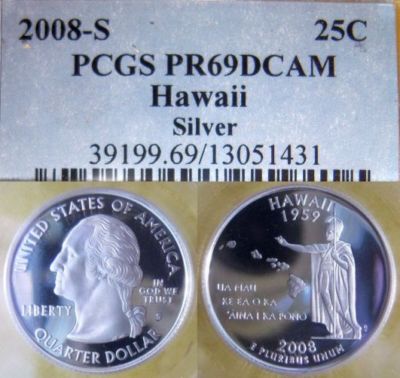 2008-S 25C
PCGS PR69DCAM
Hawaii
Silver
39199.69/13051431
UNITED STATES OF AMERICA
LIBERTY
IN
GOD WE
TRUST
S
QUARTER DOLLAR
HAWAII
1959
UA MAU
KE EA O KA
'ĀINA I KA PONO
2008
E PLURIBUS UNUM